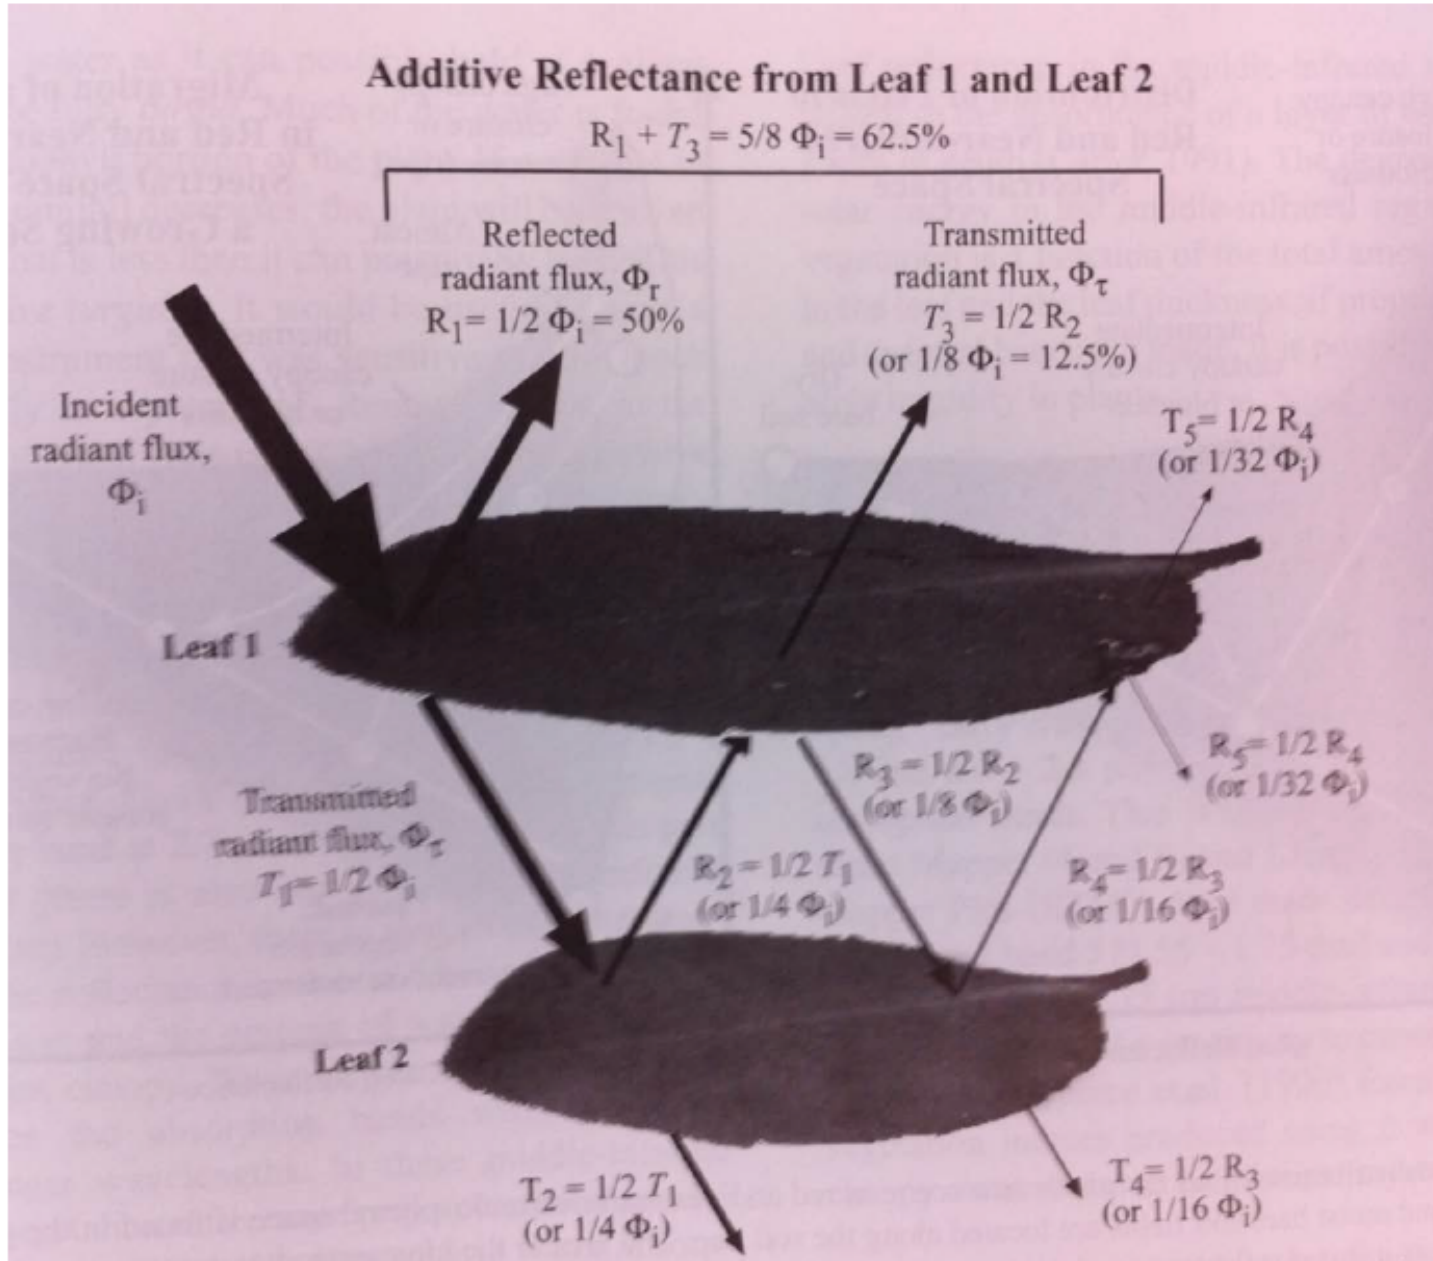 Additive Reflectance from Leaf 1 and Leaf 2
R₁ + T₃ = 5/8 Φᵢ = 62.5%
Reflected
radiant flux, Φᵣ
R₁= 1/2 Φᵢ = 50%
Transmitted
radiant flux, Φ_τ
T₃ = 1/2 R₂
(or 1/8 Φᵢ = 12.5%)
Incident
radiant flux,
Φᵢ
T₅= 1/2 R₄
(or 1/32 Φᵢ)
Leaf 1
Transmitted
radiant flux, Φ_τ
T₁= 1/2 Φᵢ
R₂ = 1/2 T₁
(or 1/4 Φᵢ)
R₃ = 1/2 R₂
(or 1/8 Φᵢ)
R₄= 1/2 R₃
(or 1/16 Φᵢ)
R₅= 1/2 R₄
(or 1/32 Φᵢ)
Leaf 2
T₂ = 1/2 T₁
(or 1/4 Φᵢ)
T₄= 1/2 R₃
(or 1/16 Φᵢ)